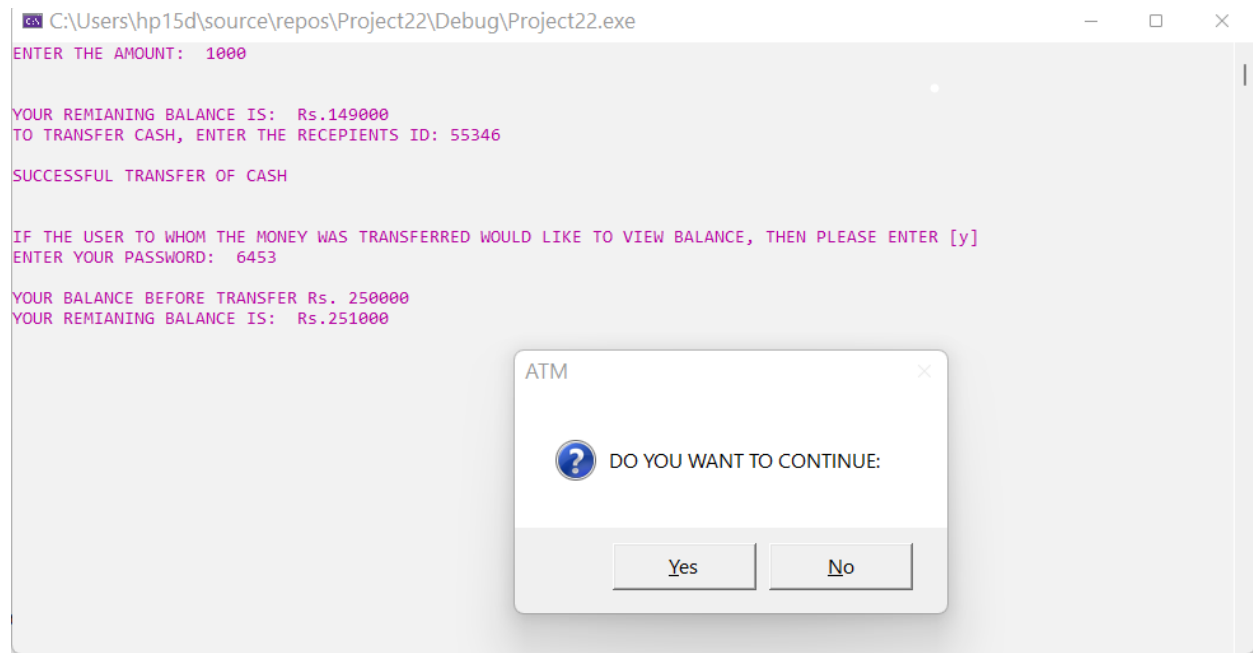 C:\Users\hp15d\source\repos\Project22\Debug\Project22.exe
ENTER THE AMOUNT:  1000
YOUR REMIANING BALANCE IS:  Rs.149000
TO TRANSFER CASH, ENTER THE RECEPIENTS ID: 55346
SUCCESSFUL TRANSFER OF CASH
IF THE USER TO WHOM THE MONEY WAS TRANSFERRED WOULD LIKE TO VIEW BALANCE, THEN PLEASE ENTER [y]
ENTER YOUR PASSWORD:  6453
YOUR BALANCE BEFORE TRANSFER Rs. 250000
YOUR REMIANING BALANCE IS:  Rs.251000
ATM
DO YOU WANT TO CONTINUE:
Yes
No